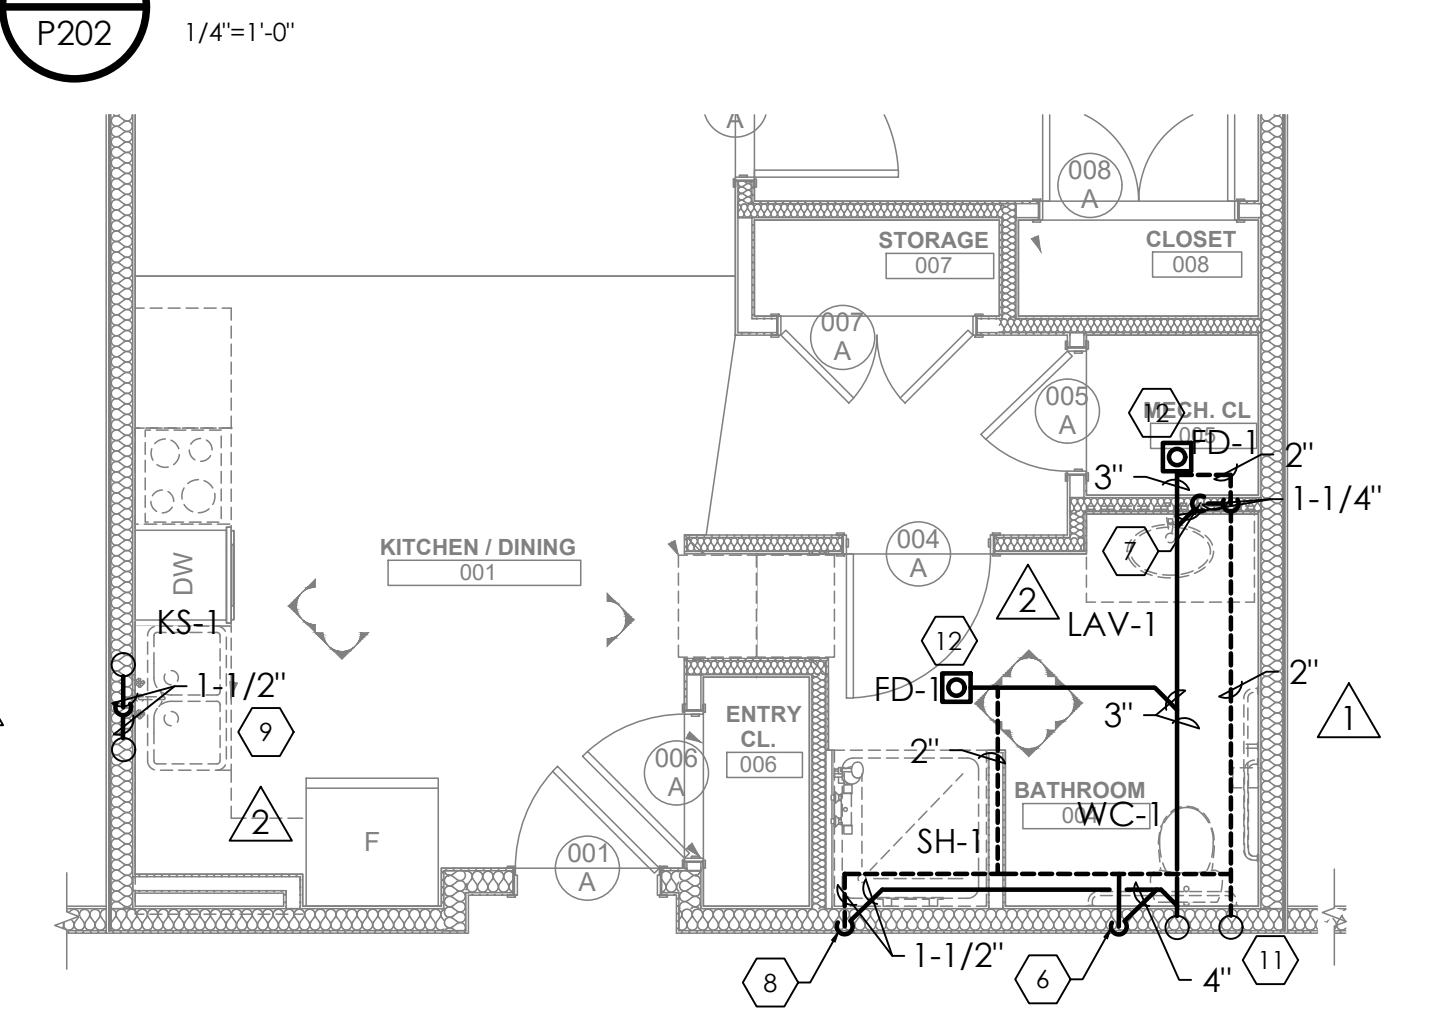 P202
1/4"=1'-0"
A
008
A
STORAGE
007
CLOSET
008
007
A
005
A
12
MECH. CL
005
FD-1
2"
3"
1-1/4"
7
004
A
2
LAV-1
KITCHEN / DINING
001
DW
KS-1
1-1/2"
9
2
F
12
FD-1
3"
2"
2"
1
ENTRY
CL.
006
006
A
BATHROOM
004
WC-1
SH-1
001
A
8
1-1/2"
6
4"
11